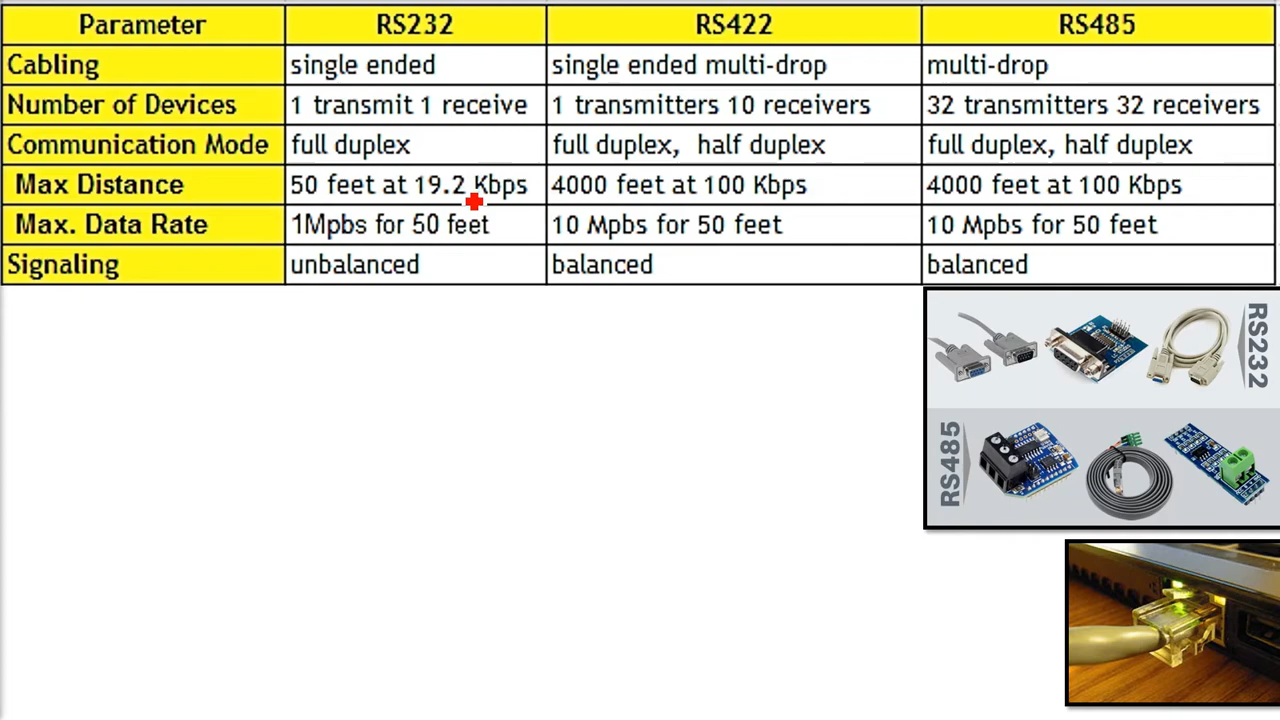 Parameter RS232 RS422 RS485
Cabling single ended single ended multi-drop multi-drop
Number of Devices 1 transmit 1 receive 1 transmitters 10 receivers 32 transmitters 32 receivers
Communication Mode full duplex full duplex, half duplex full duplex, half duplex
Max Distance 50 feet at 19.2 Kbps 4000 feet at 100 Kbps 4000 feet at 100 Kbps
Max. Data Rate 1Mpbs for 50 feet 10 Mpbs for 50 feet 10 Mpbs for 50 feet
Signaling unbalanced balanced balanced
RS232
RS485